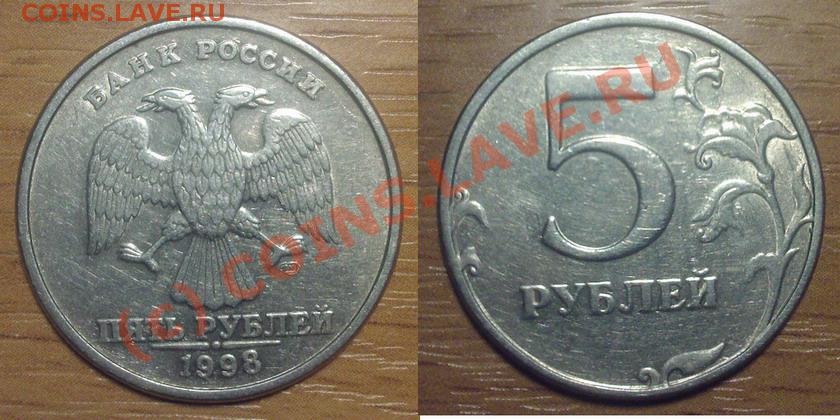 COINS.LAVE.RU
БАНК РОССИИ
ПЯТЬ РУБЛЕЙ
1998
5
РУБЛЕЙ
(c) COINS.LAVE.RU